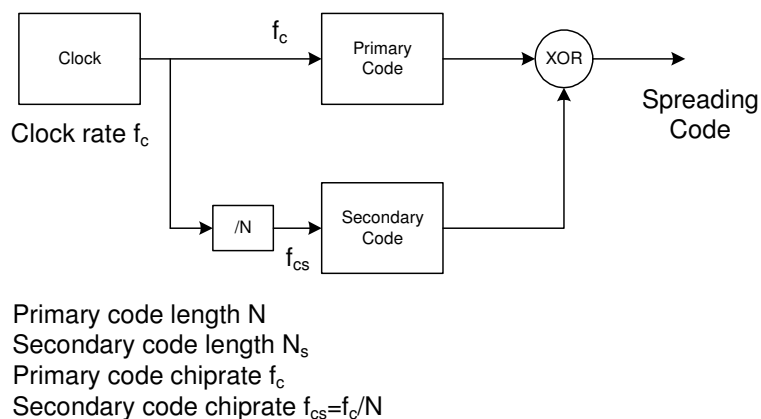 f_c
Clock
Primary
Code
XOR
Spreading
Code
Clock rate f_c
/N
f_cs
Secondary
Code
Primary code length N
Secondary code length N_s
Primary code chiprate f_c
Secondary code chiprate f_cs=f_c/N